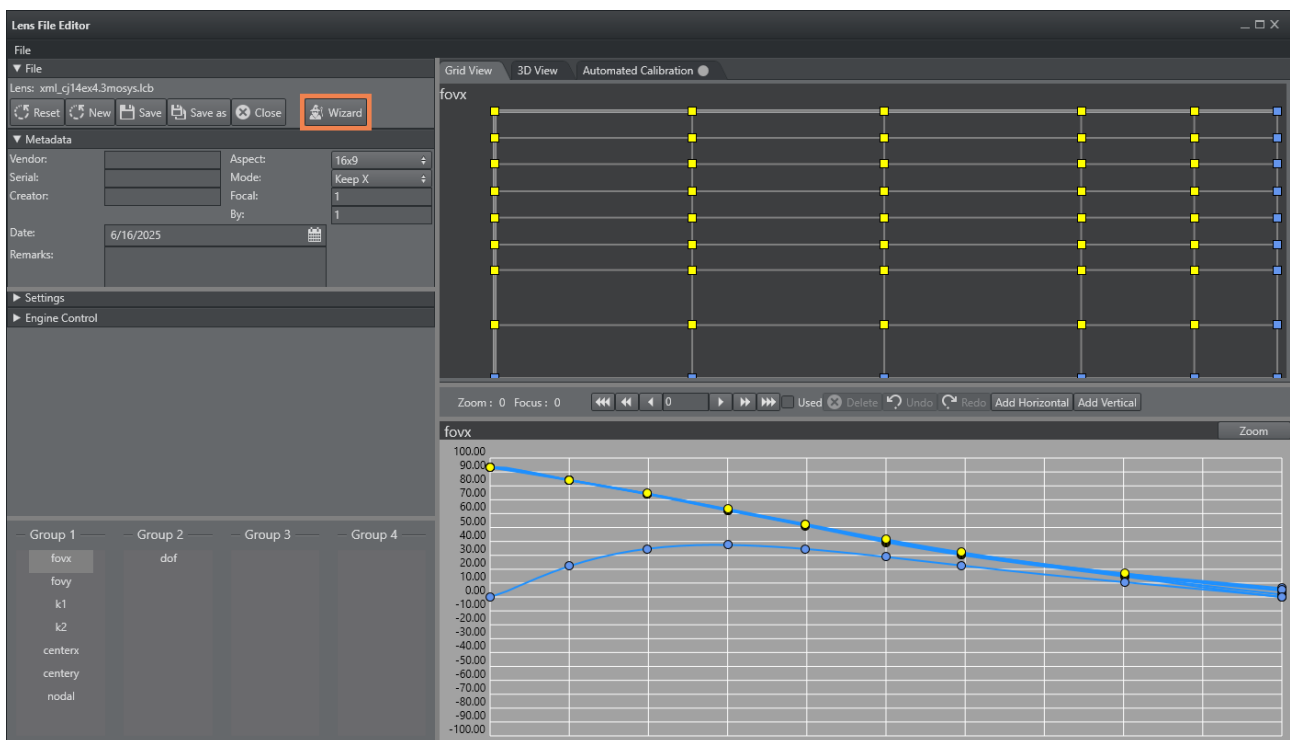 Lens File Editor
File
File
Lens: xml_cj14ex4.3mosys.lcb
Reset New Save Save as Close Wizard
Metadata
Vendor: Aspect: 16x9
Serial: Mode: Keep X
Creator: Focal: 1
By: 1
Date: 6/16/2025
Remarks:
Settings
Engine Control
Group 1 Group 2 Group 3 Group 4
fovx dof
fovy
k1
k2
centerx
centery
nodal
Grid View 3D View Automated Calibration
fovx
Zoom : 0 Focus : 0 0 Used Delete Undo Redo Add Horizontal Add Vertical
fovx Zoom
100.00
90.00
80.00
70.00
60.00
50.00
40.00
30.00
20.00
10.00
0.00
-10.00
-20.00
-30.00
-40.00
-50.00
-60.00
-70.00
-80.00
-90.00
-100.00